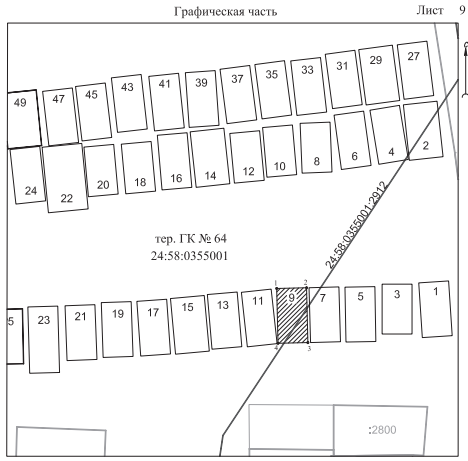 Графическая часть
Лист 9
49 47 45 43 41 39 37 35 33 31 29 27
24 22 20 18 16 14 12 10 8 6 4 2
тер. ГК № 64
24:58:0355001
24:58:0355001:2912
1 2
5 23 21 19 17 15 13 11 9 7 5 3 1
4 3
:2800